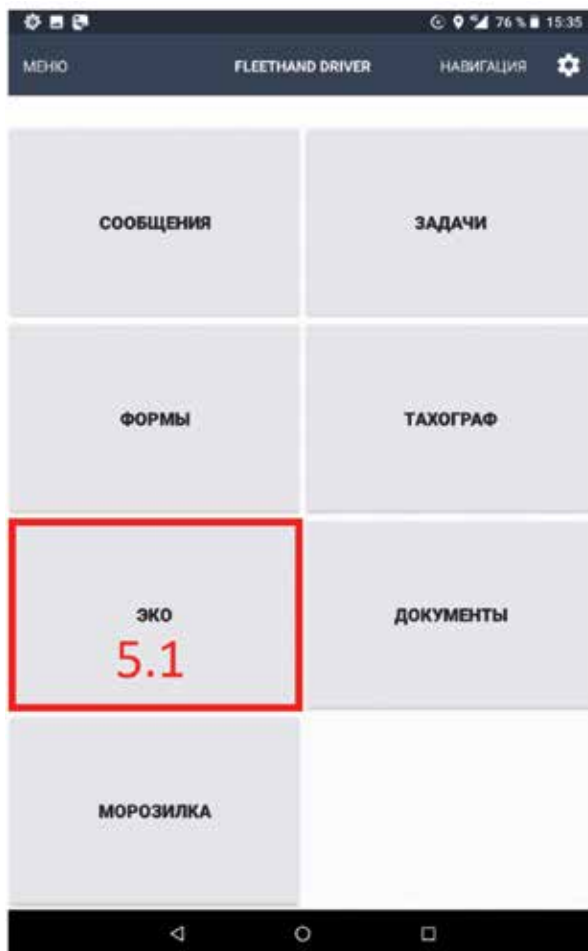 76 % 15:35
МЕНЮ FLEETHAND DRIVER НАВИГАЦИЯ
СООБЩЕНИЯ ЗАДАЧИ
ФОРМЫ ТАХОГРАФ
ЭКО ДОКУМЕНТЫ
5.1
МОРОЗИЛКА